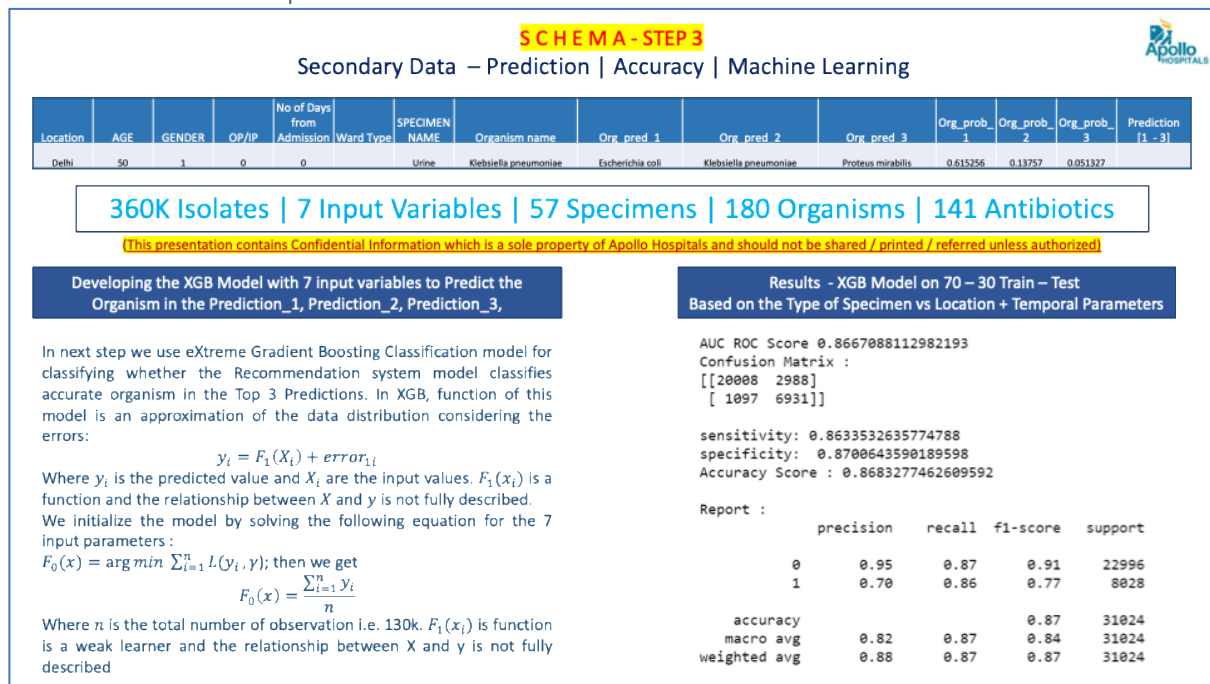 S C H E M A - STEP 3
Secondary Data – Prediction | Accuracy | Machine Learning
Apollo
HOSPITALS
Location AGE GENDER OP/IP No of Days from Admission Ward Type SPECIMEN NAME Organism name Org_pred_1 Org_pred_2 Org_pred_3 Org_prob_1 Org_prob_2 Org_prob_3 Prediction [1 - 3]
Delhi 50 1 0 0 Urine Klebsiella pneumoniae Escherichia coli Klebsiella pneumoniae Proteus mirabilis 0.615256 0.13757 0.051327
360K Isolates | 7 Input Variables | 57 Specimens | 180 Organisms | 141 Antibiotics
(This presentation contains Confidential Information which is a sole property of Apollo Hospitals and should not be shared / printed / referred unless authorized)
Developing the XGB Model with 7 input variables to Predict the
Organism in the Prediction_1, Prediction_2, Prediction_3,
In next step we use eXtreme Gradient Boosting Classification model for
classifying whether the Recommendation system model classifies
accurate organism in the Top 3 Predictions. In XGB, function of this
model is an approximation of the data distribution considering the
errors:
yᵢ = F₁(Xᵢ) + error₁ᵢ
Where yᵢ is the predicted value and Xᵢ are the input values. F₁(xᵢ) is a
function and the relationship between X and y is not fully described.
We initialize the model by solving the following equation for the 7
input parameters :
F₀(x) = arg min ∑ⁿᵢ₌₁ L(yᵢ, γ); then we get
F₀(x) = ∑ⁿᵢ₌₁ yᵢ / n
Where n is the total number of observation i.e. 130k. F₁(xᵢ) is function
is a weak learner and the relationship between X and y is not fully
described
Results - XGB Model on 70 – 30 Train – Test
Based on the Type of Specimen vs Location + Temporal Parameters
AUC ROC Score 0.8667088112982193
Confusion Matrix :
[[20008 2988]
[ 1097 6931]]
sensitivity: 0.8633532635774788
specificity: 0.8700643590189598
Accuracy Score : 0.8683277462609592
Report :
precision recall f1-score support
0 0.95 0.87 0.91 22996
1 0.70 0.86 0.77 8028
accuracy 0.87 31024
macro avg 0.82 0.87 0.84 31024
weighted avg 0.88 0.87 0.87 31024